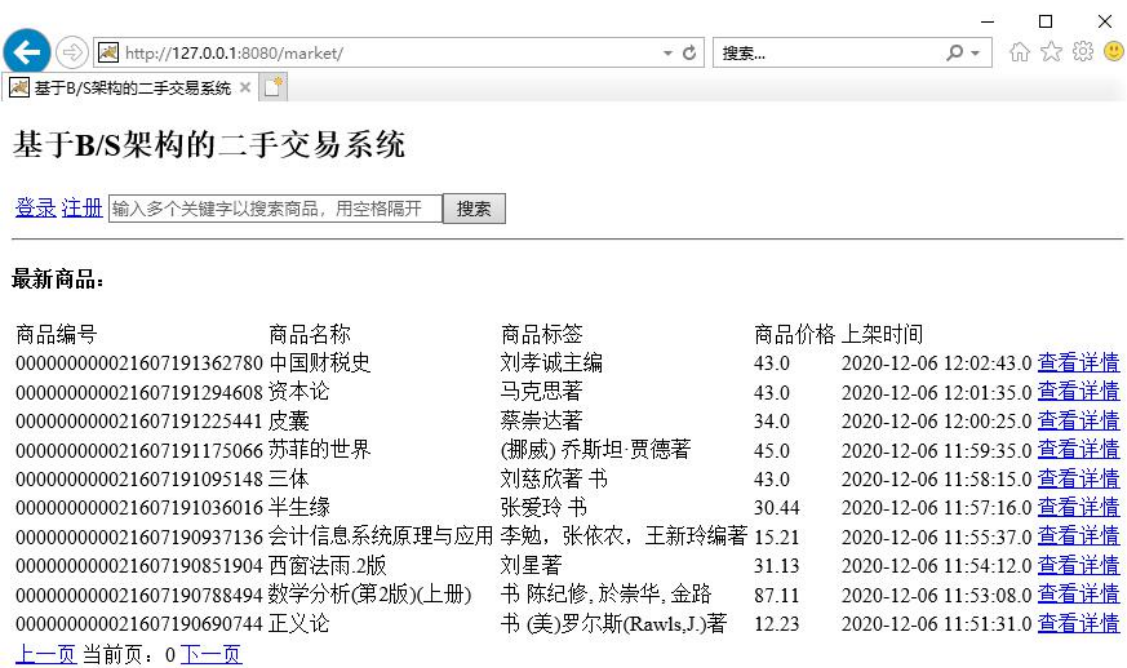 http://127.0.0.1:8080/market/ 搜索...
基于B/S架构的二手交易系统
基于B/S架构的二手交易系统
登录 注册 输入多个关键字以搜索商品，用空格隔开 搜索
最新商品：
商品编号 商品名称 商品标签 商品价格 上架时间
0000000000021607191362780 中国财税史 刘孝诚主编 43.0 2020-12-06 12:02:43.0 查看详情
0000000000021607191294608 资本论 马克思著 43.0 2020-12-06 12:01:35.0 查看详情
0000000000021607191225441 皮囊 蔡崇达著 34.0 2020-12-06 12:00:25.0 查看详情
0000000000021607191175066 苏菲的世界 (挪威) 乔斯坦·贾德著 45.0 2020-12-06 11:59:35.0 查看详情
0000000000021607191095148 三体 刘慈欣著 书 43.0 2020-12-06 11:58:15.0 查看详情
0000000000021607191036016 半生缘 张爱玲 书 30.44 2020-12-06 11:57:16.0 查看详情
0000000000021607190937136 会计信息系统原理与应用 李勉，张依农，王新玲编著 15.21 2020-12-06 11:55:37.0 查看详情
0000000000021607190851904 西窗法雨.2版 刘星著 31.13 2020-12-06 11:54:12.0 查看详情
0000000000021607190788494 数学分析(第2版)(上册) 书 陈纪修, 於崇华, 金路 87.11 2020-12-06 11:53:08.0 查看详情
0000000000021607190690744 正义论 书 (美)罗尔斯(Rawls,J.)著 12.23 2020-12-06 11:51:31.0 查看详情
上一页 当前页：0 下一页